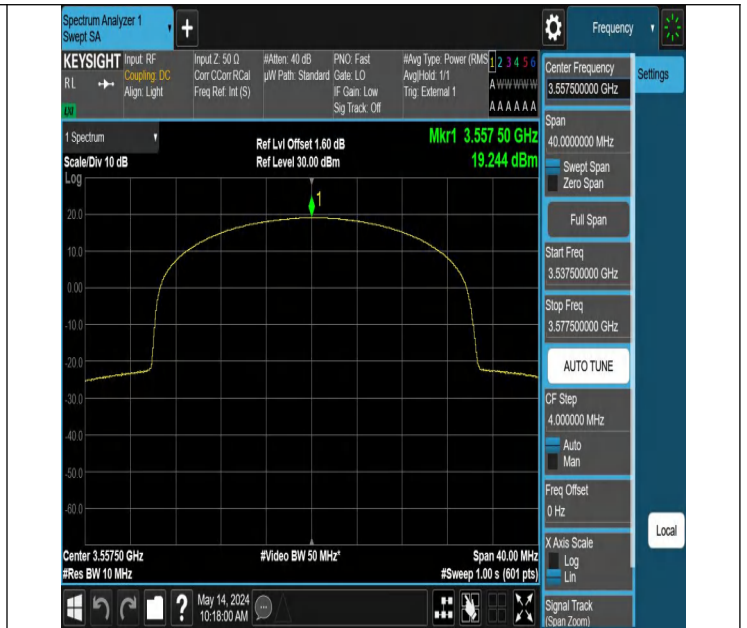 Spectrum Analyzer 1
Swept SA
+
Frequency
KEYSIGHT
RL
Input: RF
Coupling: DC
Align: Light
Input Z: 50 Ω
Corr CCorr RCal
Freq Ref: Int (S)
#Atten: 40 dB
µW Path: Standard
PNO: Fast
Gate: LO
IF Gain: Low
Sig Track: Off
#Avg Type: Power (RMS
Avg|Hold: 1/1
Trig: External 1
1 2 3 4 5 6
A W W W W W
A A A A A A
1 Spectrum
Scale/Div 10 dB
Log
Ref Lvl Offset 1.60 dB
Ref Level 30.00 dBm
Mkr1 3.557 50 GHz
19.244 dBm
1
20.0
10.0
0.00
-10.0
-20.0
-30.0
-40.0
-50.0
-60.0
Center 3.55750 GHz
#Res BW 10 MHz
#Video BW 50 MHz*
Span 40.00 MHz
#Sweep 1.00 s (601 pts)
Center Frequency
3.557500000 GHz
Settings
Span
40.0000000 MHz
Swept Span
Zero Span
Full Span
Start Freq
3.537500000 GHz
Stop Freq
3.577500000 GHz
AUTO TUNE
CF Step
4.000000 MHz
Auto
Man
Freq Offset
0 Hz
X Axis Scale
Log
Lin
Local
Signal Track
(Span Zoom)
?
May 14, 2024
10:18:00 AM